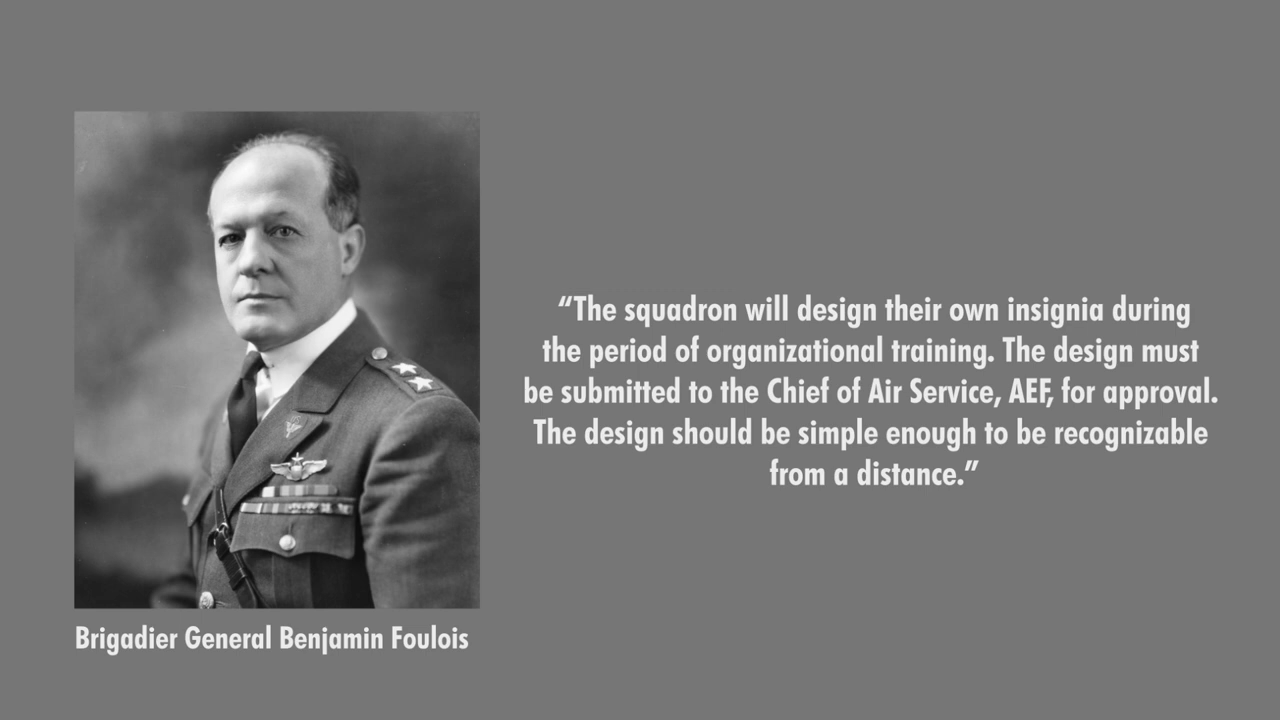 “The squadron will design their own insignia during
the period of organizational training. The design must
be submitted to the Chief of Air Service, AEF, for approval.
The design should be simple enough to be recognizable
from a distance.”
Brigadier General Benjamin Foulois